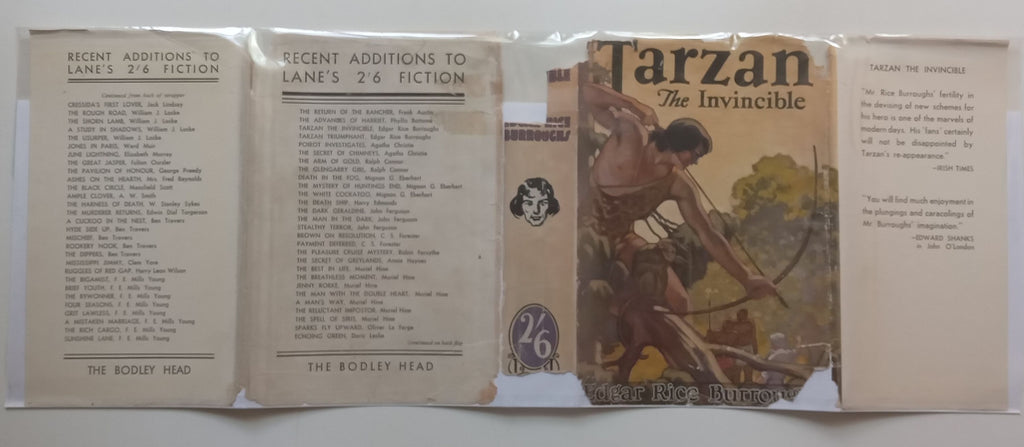 RECENT ADDITIONS TO
LANE'S 2'6 FICTION
Continued from back of wrapper
CRESSIDA'S FIRST LOVER, Jack Lindsay
THE ROUGH ROAD, William J. Locke
THE SHORN LAMB, William J. Locke
A STUDY IN SHADOWS, William J. Locke
THE USURPER, William J. Locke
JONES IN PARIS, Ward Muir
JUNE LIGHTNING, Elizabeth Murray
THE GREAT JASPER, Fulton Oursler
THE PAVILION OF HONOUR, George Preedy
ASHES ON THE HEARTH, Mrs. Fred Reynolds
THE BLACK CIRCLE, Mansfield Scott
AMPLE CLOVER, A. W. Smith
THE HARNESS OF DEATH, W. Stanley Sykes
THE MURDERER RETURNS, Edwin Dial Torgerson
A CUCKOO IN THE NEST, Ben Travers
HYDE SIDE UP, Ben Travers
MISCHIEF, Ben Travers
ROOKERY NOOK, Ben Travers
THE DIPPERS, Ben Travers
MISSISSIPPI JIMMY, Clem Yore
RUGGLES OF RED GAP, Harry Leon Wilson
THE BIGAMIST, F. E. Mills Young
BRIEF YOUTH, F. E. Mills Young
THE BYWONNER, F. E. Mills Young
FOUR SEASONS, F. E. Mills Young
GRIT LAWLESS, F. E. Mills Young
A MISTAKEN MARRIAGE, F. E. Mills Young
THE RICH CARGO, F. E. Mills Young
SUNSHINE LANE, F. E. Mills Young
THE BODLEY HEAD
RECENT ADDITIONS TO
LANE'S 2'6 FICTION
THE RETURN OF THE RANCHER, Frank Austin
THE ADVANCES OF HARRIET, Phyllis Bottome
TARZAN THE INVINCIBLE, Edgar Rice Burroughs
TARZAN TRIUMPHANT, Edgar Rice Burroughs
POIROT INVESTIGATES, Agatha Christie
THE SECRET OF CHIMNEYS, Agatha Christie
THE ARM OF GOLD, Ralph Connor
THE GLENGARRY GIRL, Ralph Connor
DEATH IN THE FOG, Mignon G. Eberhart
THE MYSTERY OF HUNTINGS END, Mignon G. Eberhart
THE WHITE COCKATOO, Mignon G. Eberhart
THE DEATH SHIP, Harry Edmonds
THE DARK GERALDINE, John Ferguson
THE MAN IN THE DARK, John Ferguson
STEALTHY TERROR, John Ferguson
BROWN ON RESOLUTION, C. S. Forester
PAYMENT DEFERRED, C. S. Forester
THE PLEASURE CRUISE MYSTERY, Robin Forsythe
THE SECRET OF GREYLANDS, Annie Haynes
THE BEST IN LIFE, Muriel Hine
THE BREATHLESS MOMENT, Muriel Hine
JENNY RORKE, Muriel Hine
THE MAN WITH THE DOUBLE HEART, Muriel Hine
A MAN'S WAY, Muriel Hine
THE RELUCTANT IMPOSTOR, Muriel Hine
THE SPELL OF SIRIS, Muriel Hine
SPARKS FLY UPWARD, Oliver La Farge
ECHOING GREEN, Doris Leslie
Continued on back flap
THE BODLEY HEAD
BLE
RICE
BURROUGHS
2/6
Tarzan
The Invincible
Edgar Rice Burroug
TARZAN THE INVINCIBLE
"Mr Rice Burroughs' fertility in
the devising of new schemes for
his hero is one of the marvels of
modern days. His 'fans' certainly
will not be disappointed by
Tarzan's re-appearance."
—IRISH TIMES
"You will find much enjoyment in
the plungings and caracolings of
Mr Burroughs' imagination."
—EDWARD SHANKS
in John O'London